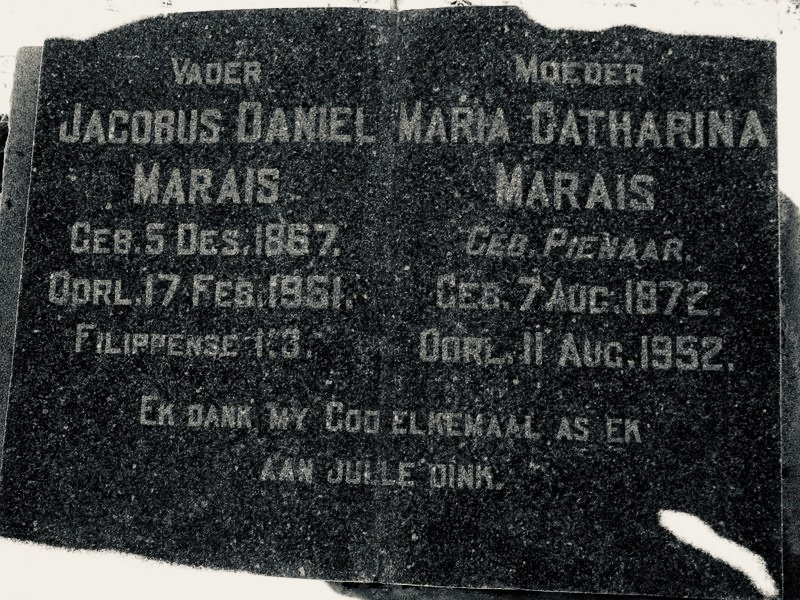 VADER
JACOBUS DANIEL
MARAIS
GEB. 5 DES. 1867.
OORL. 17 FEB. 1951.
FILIPPENSE 1:3.
MOEDER
MARIA CATHARINA
MARAIS
GEB. PIENAAR.
GEB. 7 AUG. 1872.
OORL. 11 AUG. 1952.
EK DANK MY GOD ELKEMAAL AS EK
AAN JULLE DINK.